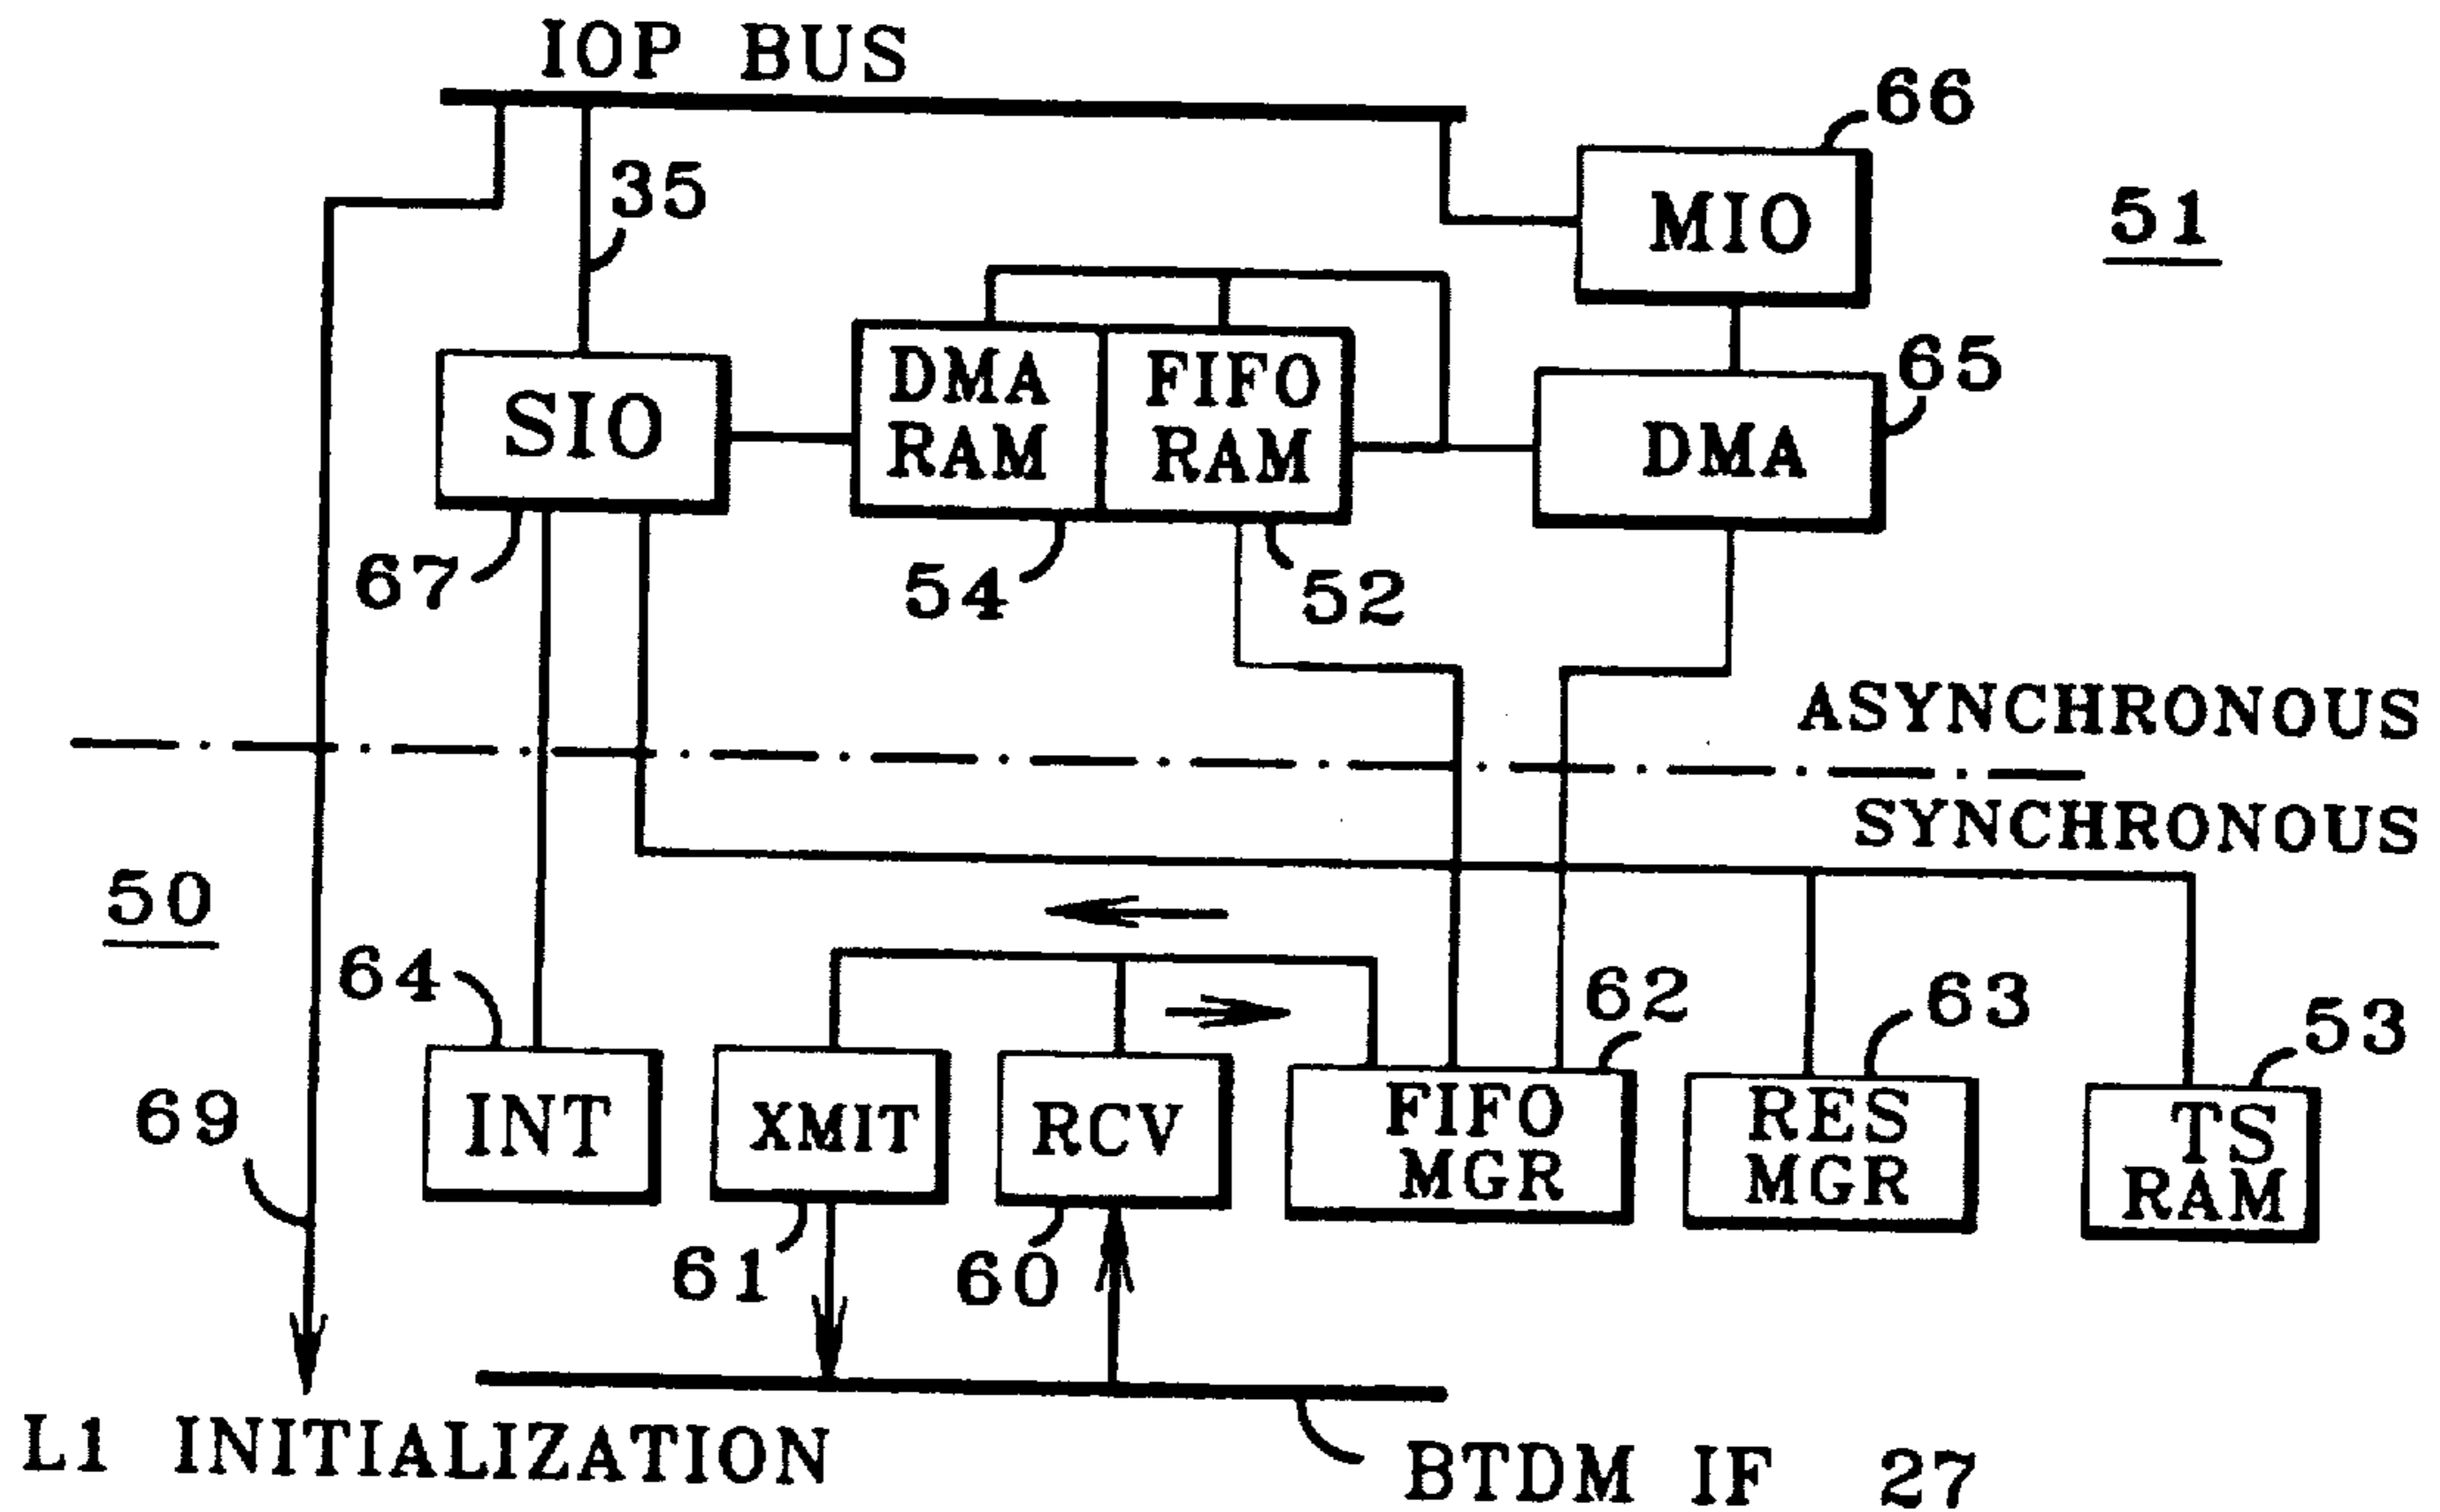 IOP BUS
66
35
MIO
51
DMA
RAM
FIFO
RAM
65
SIO
DMA
67
54
52
ASYNCHRONOUS
SYNCHRONOUS
50
64
62
63
53
69
INT
XMIT
RCV
FIFO
MGR
RES
MGR
TS
RAM
61
60
L1 INITIALIZATION
BTDM IF 27